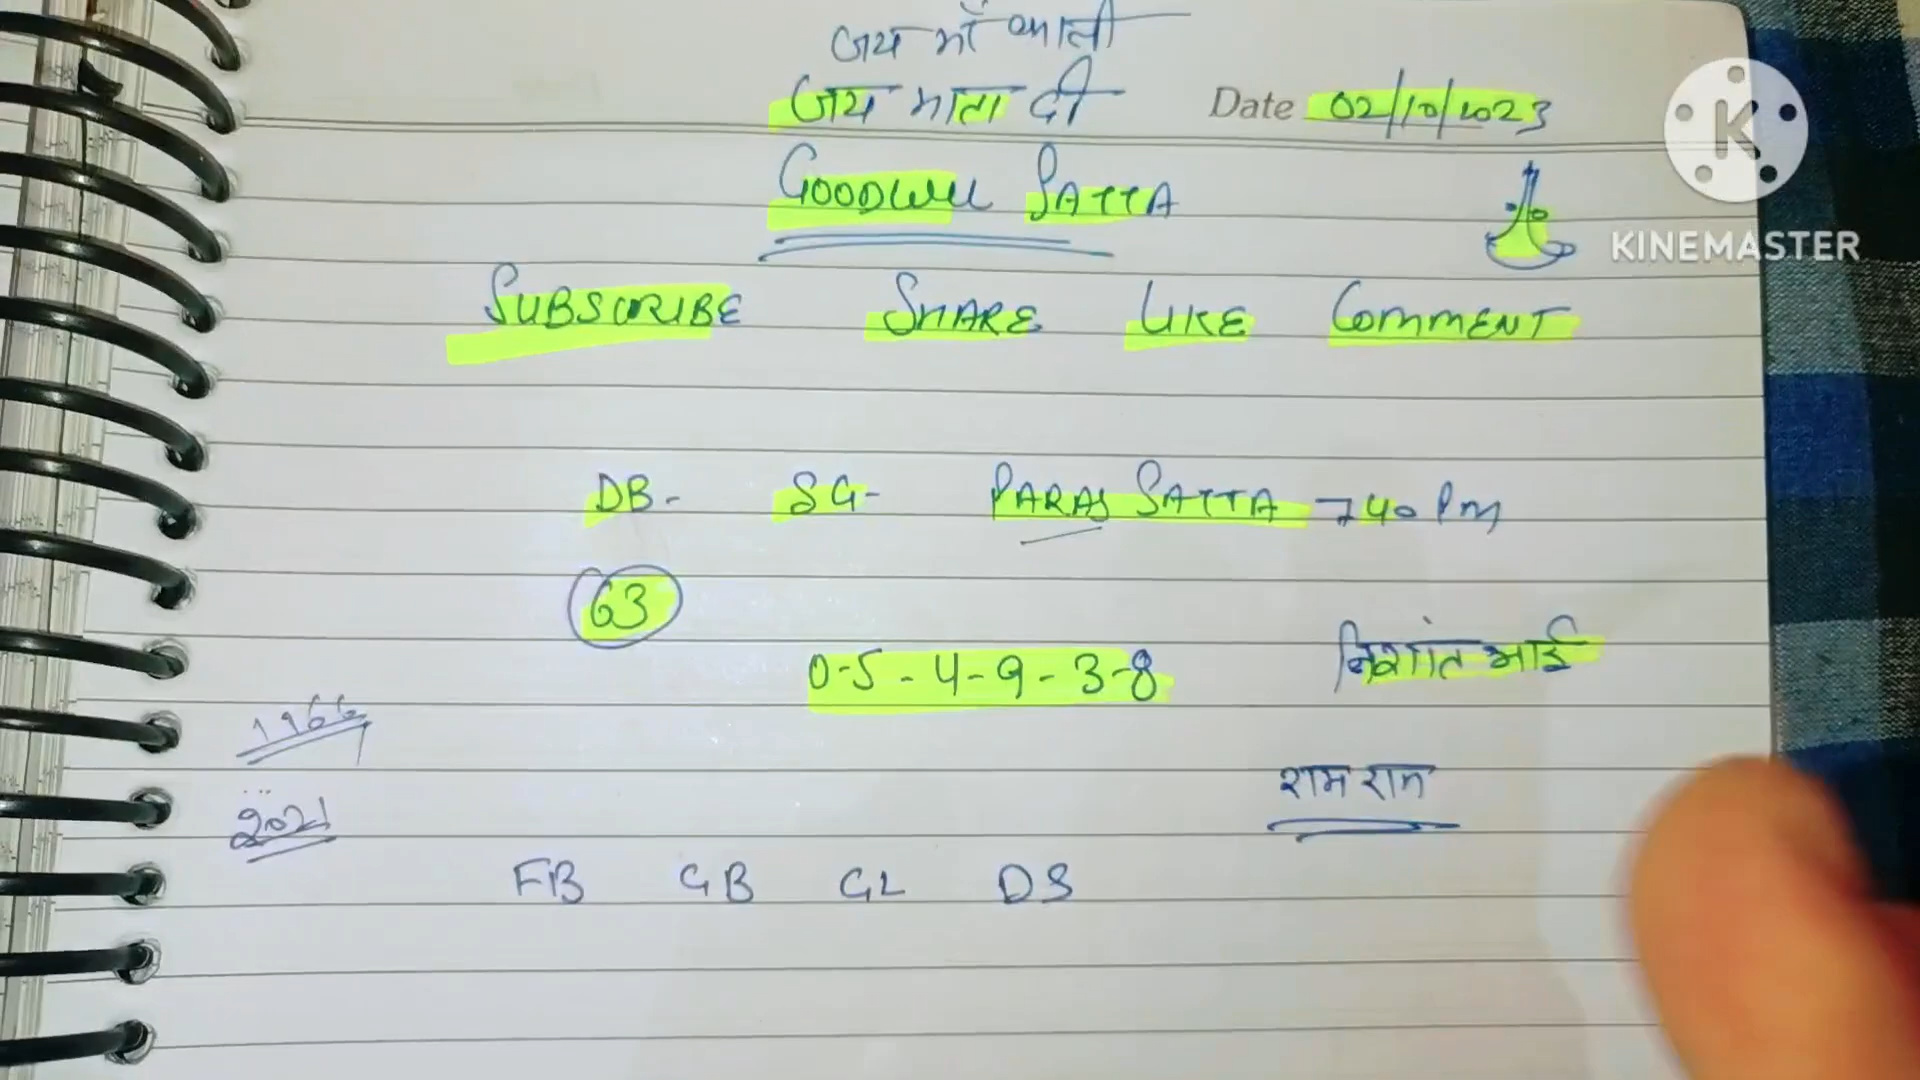 जय माँ काली
जय माता दी
Date 02/10/2023
GOODWILL SATTA
KINEMASTER
SUBSCRIBE SHARE LIKE COMMENT
DB- SG- PARAS SATTA - 740 Pm
63
0-5-4-9-3-8 निशांत भाई
1966
राम राम
2021
FB GB GL DS